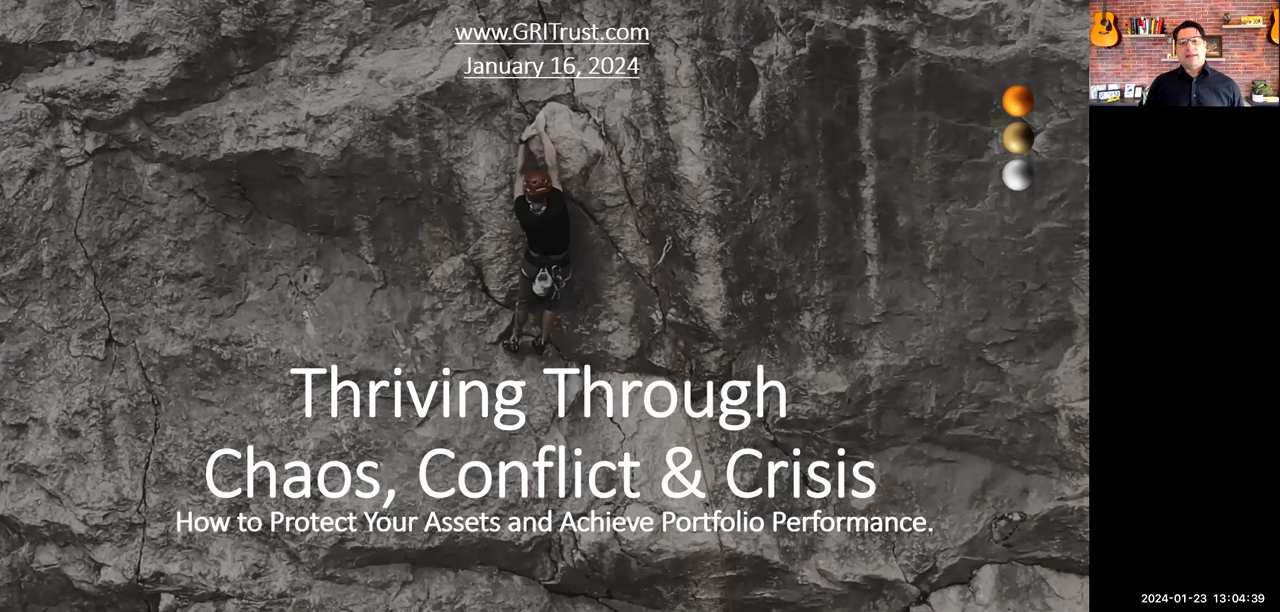 www.GRITrust.com
January 16, 2024
Thriving Through
Chaos, Conflict & Crisis
How to Protect Your Assets and Achieve Portfolio Performance.
2024-01-23 13:04:39